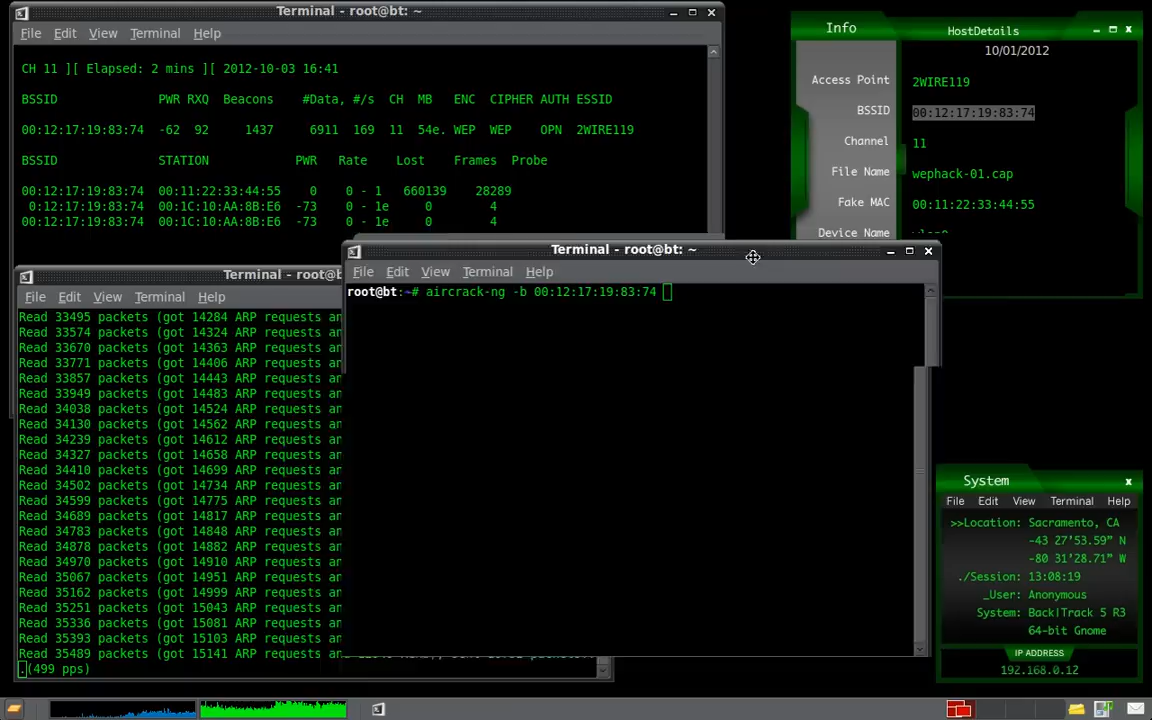 Terminal - root@bt: ~
File Edit View Terminal Help
CH 11 ][ Elapsed: 2 mins ][ 2012-10-03 16:41
BSSID PWR RXQ Beacons #Data, #/s CH MB ENC CIPHER AUTH ESSID
00:12:17:19:83:74 -62 92 1437 6911 169 11 54e. WEP WEP OPN 2WIRE119
BSSID STATION PWR Rate Lost Frames Probe
00:12:17:19:83:74 00:11:22:33:44:55 0 0 - 1 660139 28289
0:12:17:19:83:74 00:1C:10:AA:8B:E6 -73 0 - 1e 0 4
00:12:17:19:83:74 00:1C:10:AA:8B:E6 -73 0 - 1e 0 4
Info
HostDetails
10/01/2012
Access Point 2WIRE119
BSSID 00:12:17:19:83:74
Channel 11
File Name wephack-01.cap
Fake MAC 00:11:22:33:44:55
Device Name
Terminal - root@bt: ~
File Edit View Terminal Help
root@bt:~# aircrack-ng -b 00:12:17:19:83:74
Terminal - root@b
File Edit View Terminal Help
Read 33495 packets (got 14284 ARP requests an
Read 33574 packets (got 14324 ARP requests an
Read 33670 packets (got 14363 ARP requests an
Read 33771 packets (got 14406 ARP requests an
Read 33857 packets (got 14443 ARP requests an
Read 33949 packets (got 14483 ARP requests an
Read 34038 packets (got 14524 ARP requests an
Read 34130 packets (got 14562 ARP requests an
Read 34239 packets (got 14612 ARP requests an
Read 34327 packets (got 14658 ARP requests an
Read 34410 packets (got 14699 ARP requests an
Read 34502 packets (got 14734 ARP requests an
Read 34599 packets (got 14775 ARP requests an
Read 34689 packets (got 14817 ARP requests an
Read 34783 packets (got 14848 ARP requests an
Read 34878 packets (got 14882 ARP requests an
Read 34970 packets (got 14910 ARP requests an
Read 35067 packets (got 14951 ARP requests an
Read 35162 packets (got 14999 ARP requests an
Read 35251 packets (got 15043 ARP requests an
Read 35336 packets (got 15081 ARP requests an
Read 35393 packets (got 15103 ARP requests an
Read 35489 packets (got 15141 ARP requests an
.(499 pps)
System
File Edit View Terminal Help
>>Location: Sacramento, CA
-43 27'53.59" N
-80 31'28.71" W
./Session: 13:08:19
_User: Anonymous
System: Back|Track 5 R3
64-bit Gnome
IP ADDRESS
192.168.0.12